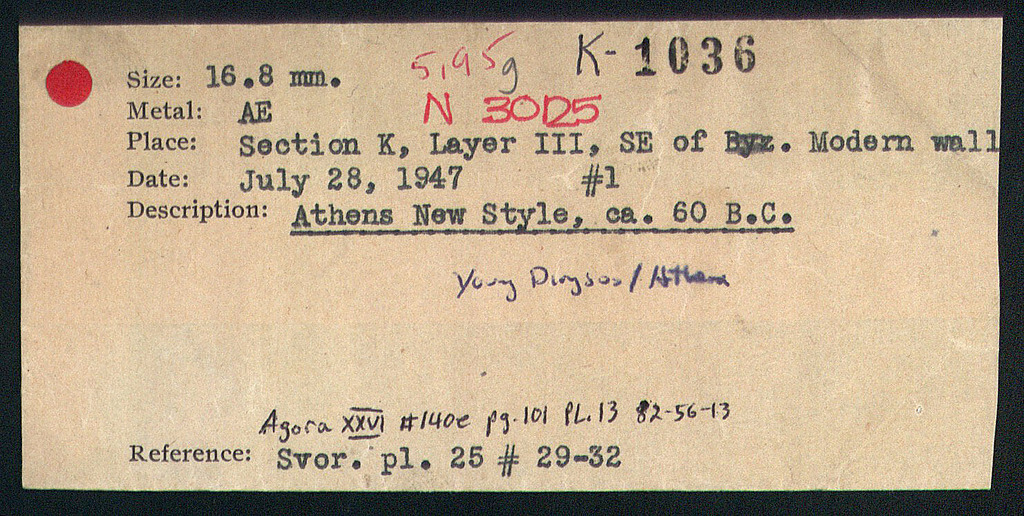 5,95g K-1036
Size: 16.8 mm.
Metal: AE N 30125
Place: Section K, Layer III, SE of Byz. Modern wall
Date: July 28, 1947 #1
Description: Athens New Style, ca. 60 B.C.
Young Dionysos/Athena
Agora XXVI #140e pg.101 PL.13 82-56-13
Reference: Svor. pl. 25 # 29-32